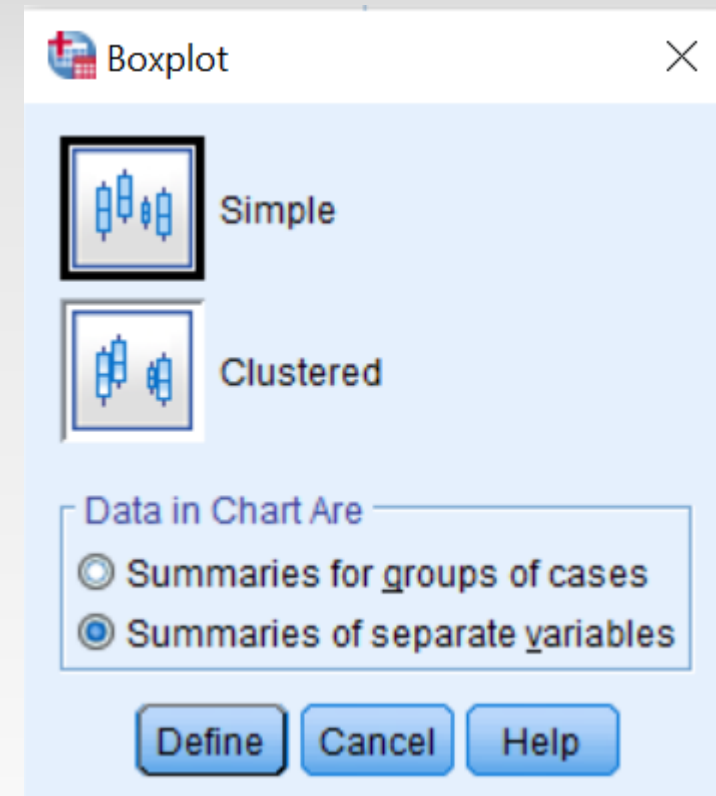 Boxplot
Simple
Clustered
Data in Chart Are
Summaries for groups of cases
Summaries of separate variables
Define Cancel Help